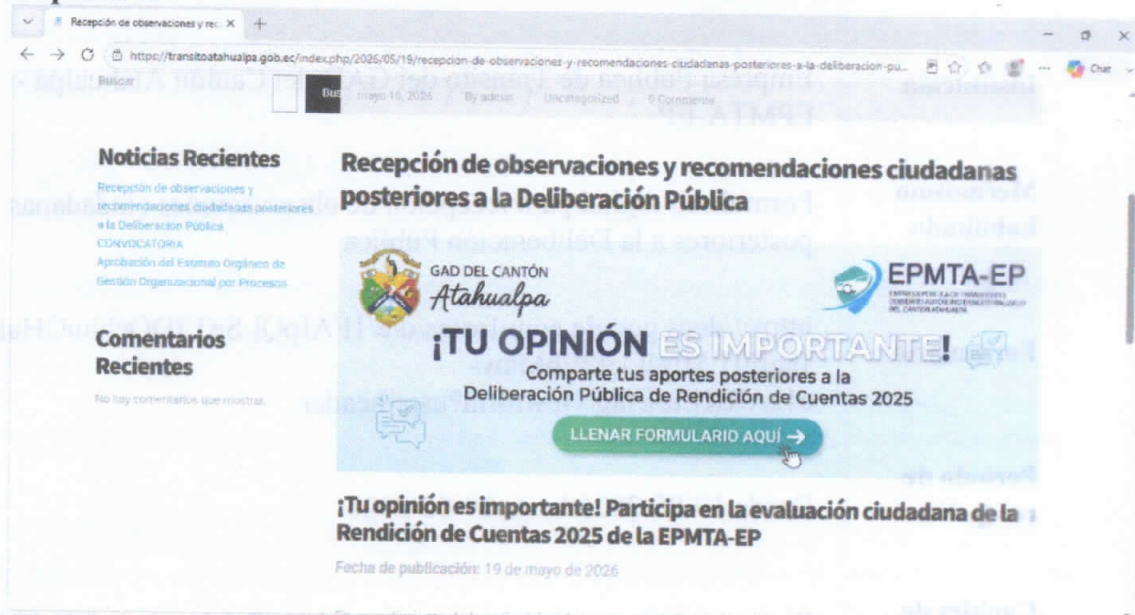 Recepción de observaciones y rec
https://transitoatahualpa.gob.ec/index.php/2026/05/19/recepcion-de-observaciones-y-recomendaciones-ciudadanas-posteriores-a-la-deliberacion-pu...
Chat
Bus
mayo 19, 2026 By admin Uncategorized 0 Comments
Noticias Recientes
Recepción de observaciones y
recomendaciones ciudadanas posteriores
a la Deliberación Pública
CONVOCATORIA
Aprobación del Estatuto Orgánico de
Gestión Organizacional por Procesos
Comentarios
Recientes
No hay comentarios que mostrar.
Recepción de observaciones y recomendaciones ciudadanas
posteriores a la Deliberación Pública
GAD DEL CANTÓN
Atahualpa
EPMTA-EP
¡TU OPINIÓN ES IMPORTANTE!
Comparte tus aportes posteriores a la
Deliberación Pública de Rendición de Cuentas 2025
LLENAR FORMULARIO AQUÍ →
¡Tu opinión es importante! Participa en la evaluación ciudadana de la
Rendición de Cuentas 2025 de la EPMTA-EP
Fecha de publicación: 19 de mayo de 2026